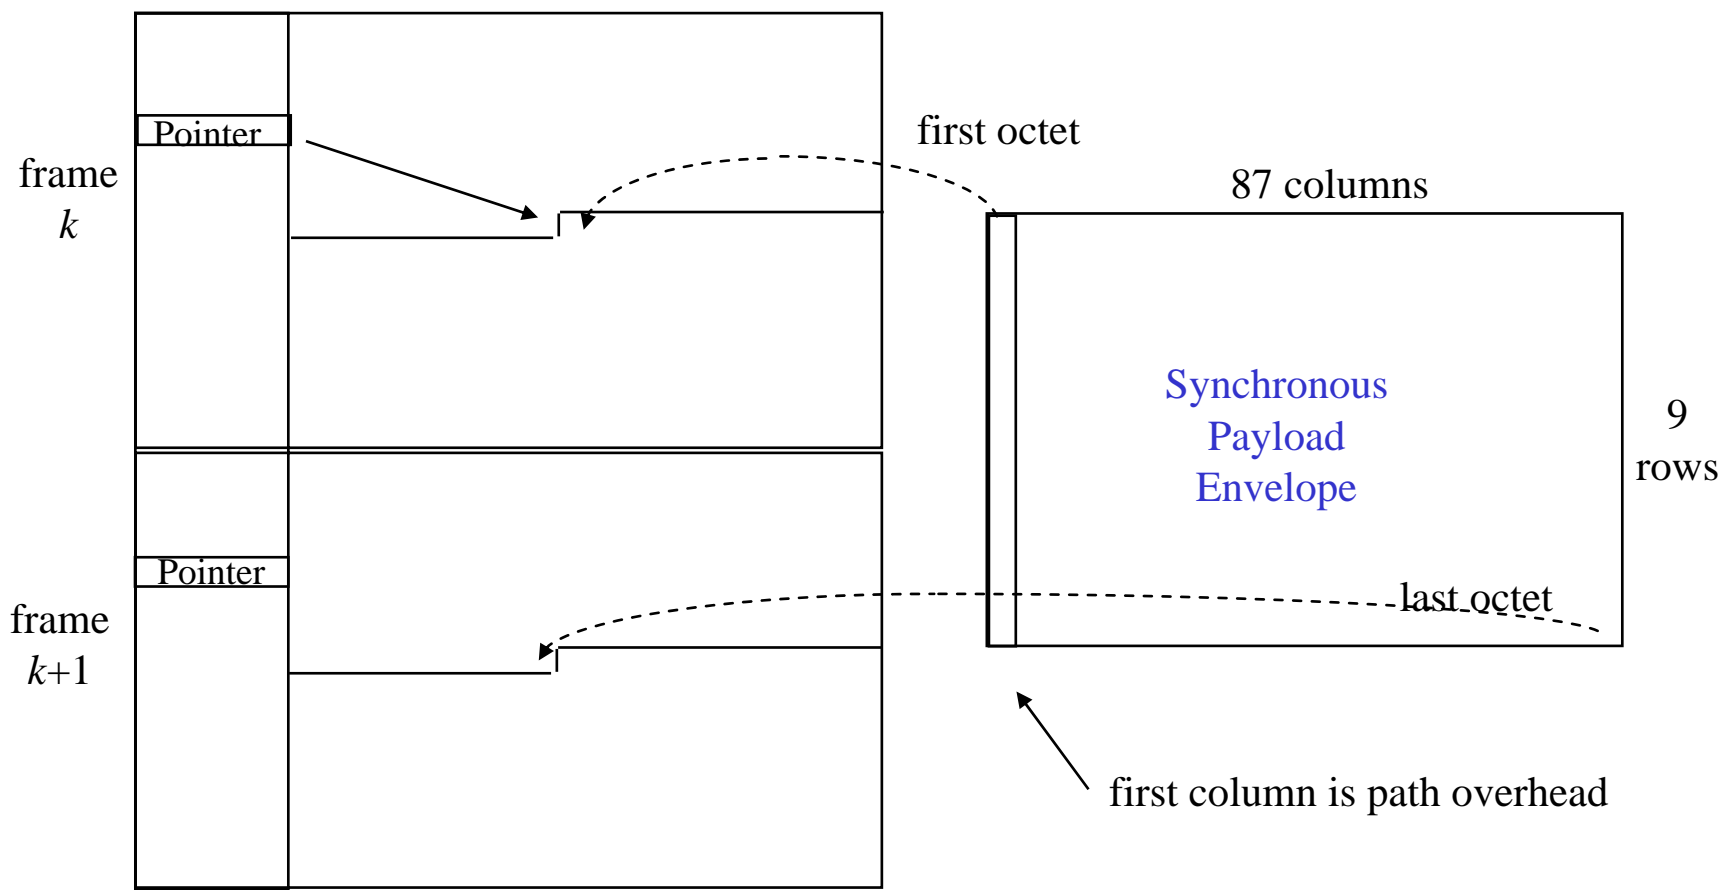 Pointer
frame
k
first octet
87 columns
Synchronous
Payload
Envelope
9
rows
Pointer
frame
k+1
last octet
first column is path overhead